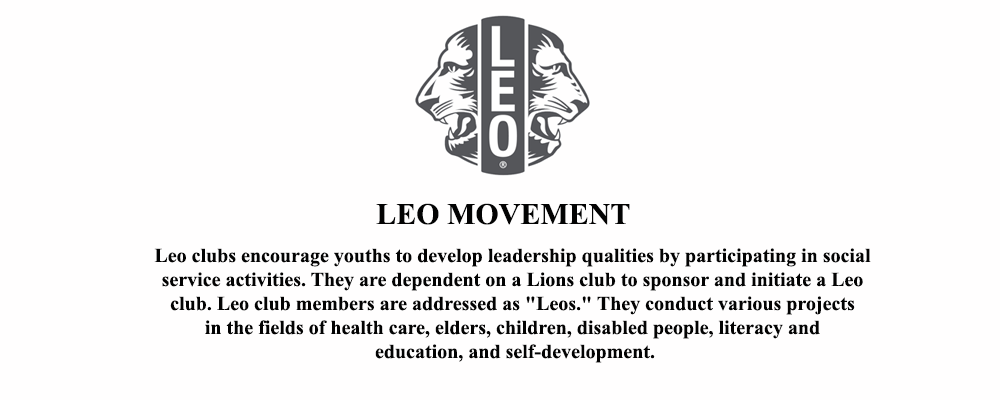 L
E
O
®
LEO MOVEMENT
Leo clubs encourage youths to develop leadership qualities by participating in social
service activities. They are dependent on a Lions club to sponsor and initiate a Leo
club. Leo club members are addressed as "Leos." They conduct various projects
in the fields of health care, elders, children, disabled people, literacy and
education, and self-development.